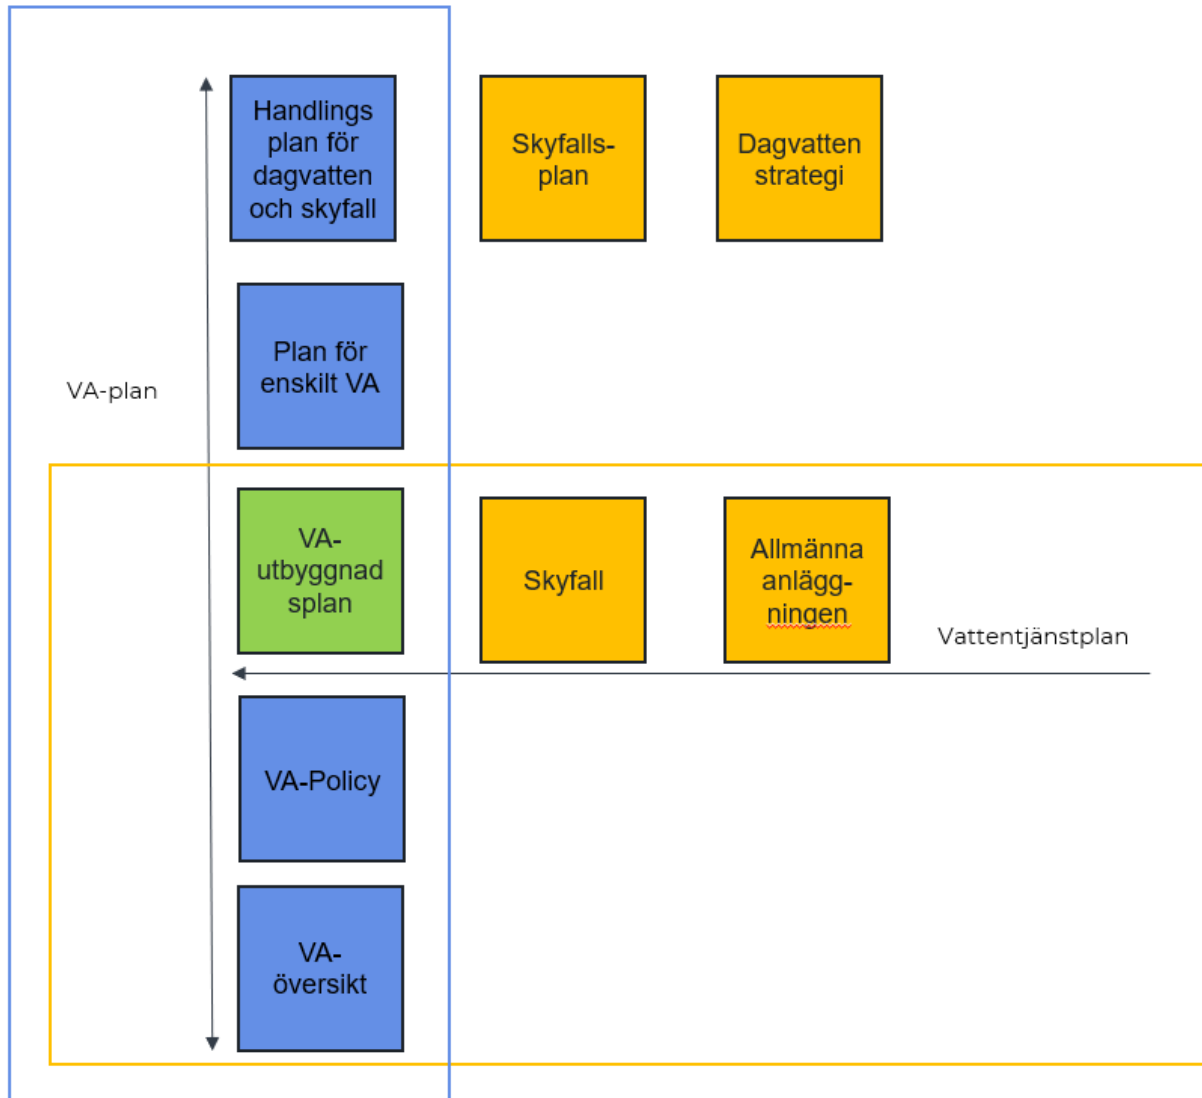 Handlings
plan för
dagvatten
och skyfall
Skyfalls-
plan
Dagvatten
strategi
Plan för
enskilt VA
VA-plan
VA-
utbyggnad
splan
Skyfall
Allmänna
anlägg-
ningen
Vattentjänstplan
VA-Policy
VA-
översikt